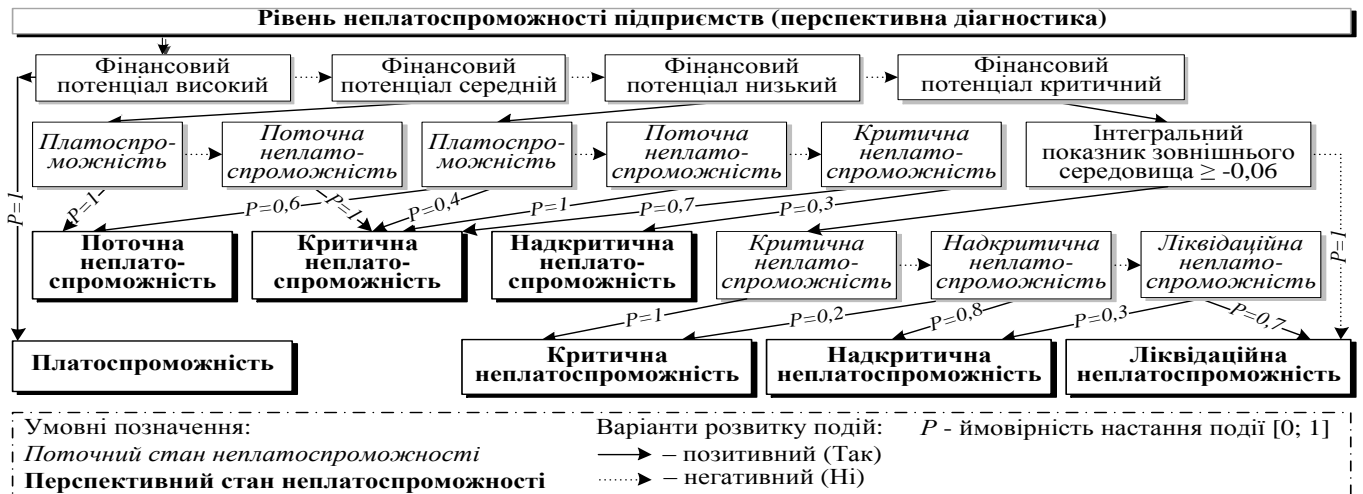 Рівень неплатоспроможності підприємств (перспективна діагностика)
Фінансовий
потенціал високий
Фінансовий
потенціал середній
Фінансовий
потенціал низький
Фінансовий
потенціал критичний
Платоспро-
можність
Поточна
неплато-
спроможність
Платоспро-
можність
Поточна
неплато-
спроможність
Критична
неплато-
спроможність
Інтегральний
показник зовнішнього
середовища ≥ -0,06
P=1
P=1
P=0,6
P=1
P=0,4
P=1
P=0,7
P=0,3
P=1
Поточна
неплато-
спроможність
Критична
неплато-
спроможність
Надкритична
неплато-
спроможність
Критична
неплато-
спроможність
Надкритична
неплато-
спроможність
Ліквідаційна
неплато-
спроможність
P=1
P=0,2
P=0,8
P=0,3
P=0,7
Платоспроможність
Критична
неплатоспроможність
Надкритична
неплатоспроможність
Ліквідаційна
неплатоспроможність
Умовні позначення:
Поточний стан неплатоспроможності
Перспективний стан неплатоспроможності
Варіанти розвитку подій:
– позитивний (Так)
– негативний (Ні)
P - ймовірність настання події [0; 1]